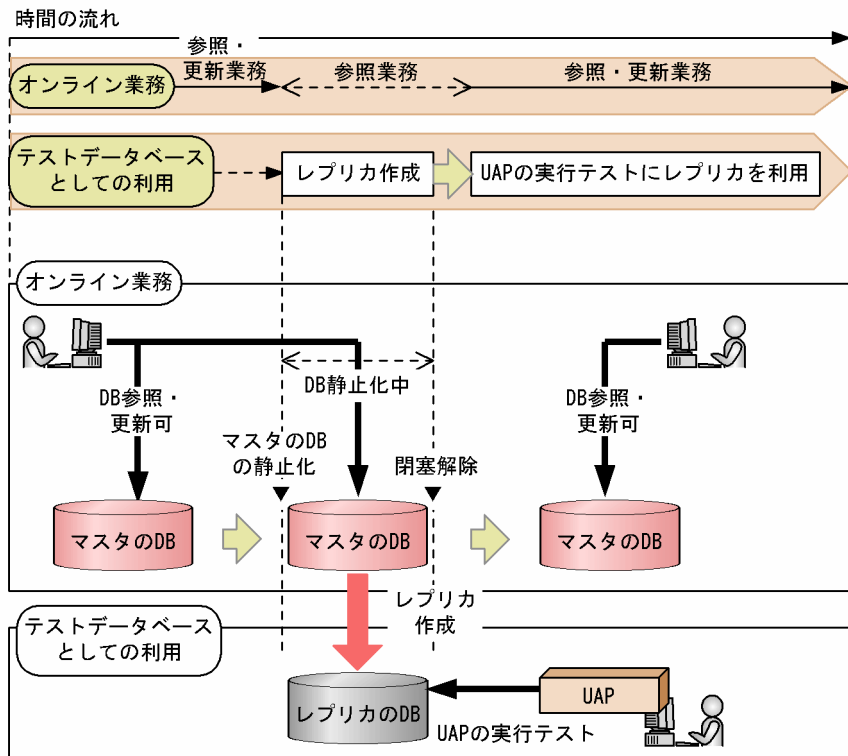 時間の流れ
参照・
更新業務
オンライン業務
参照業務
参照・更新業務
テストデータベース
としての利用
レプリカ作成
UAPの実行テストにレプリカを利用
オンライン業務
DB参照・
更新可
DB静止化中
DB参照・
更新可
マスタのDB
の静止化
閉塞解除
マスタのDB
マスタのDB
マスタのDB
レプリカ
作成
テストデータベース
としての利用
レプリカのDB
UAP
UAPの実行テスト